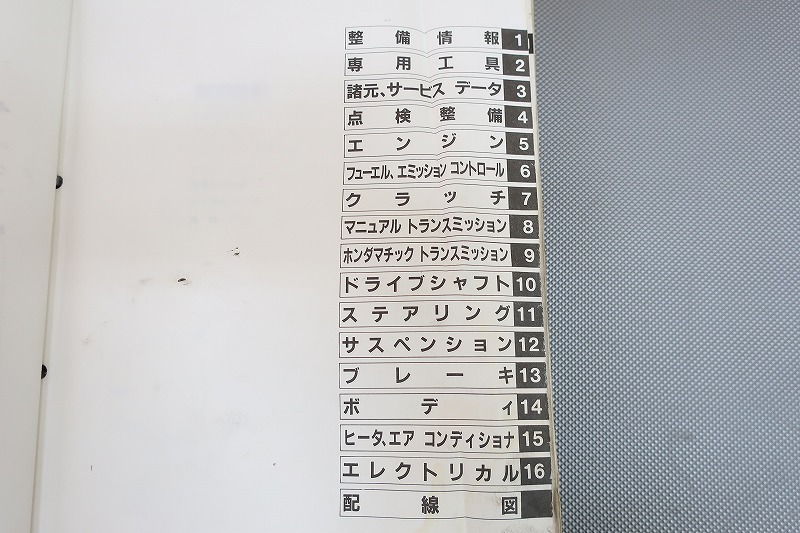 整備情報 1
専用工具 2
諸元、サービス データ 3
点検整備 4
エンジン 5
フューエル、エミッション コントロール 6
クラッチ 7
マニュアル トランスミッション 8
ホンダマチック トランスミッション 9
ドライブシャフト 10
ステアリング 11
サスペンション 12
ブレーキ 13
ボディ 14
ヒータ、エア コンディショナ 15
エレクトリカル 16
配線図